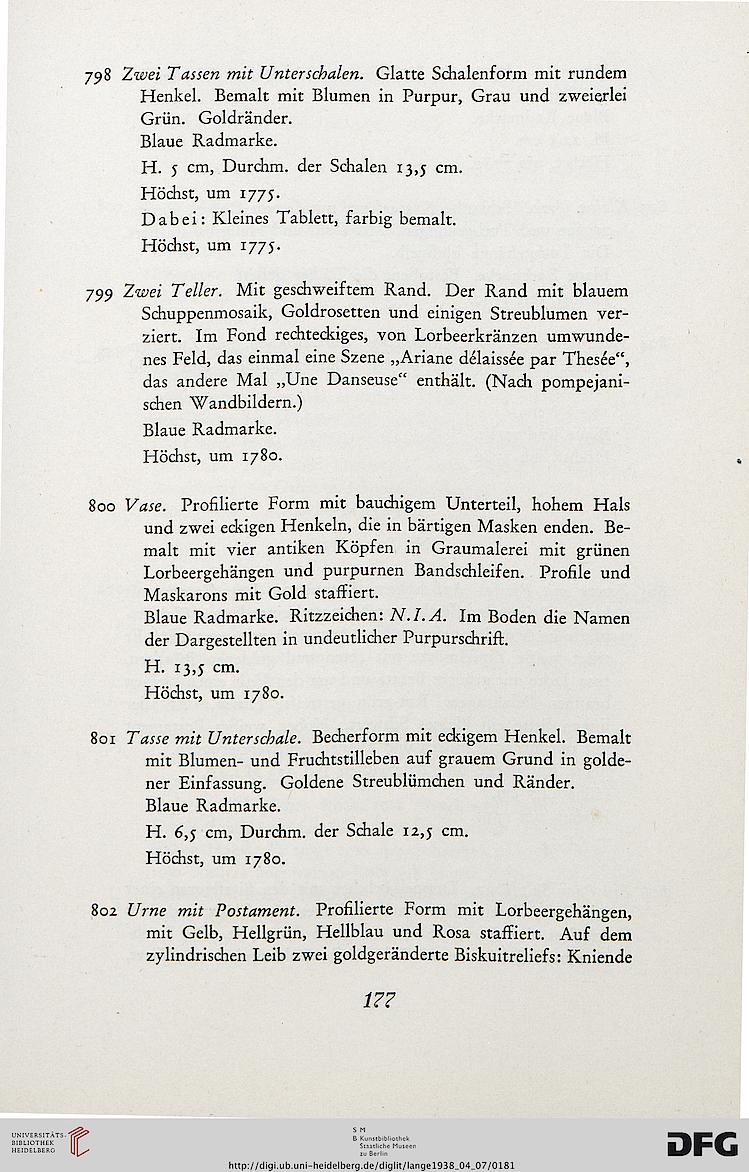 798 Zwei Tassen mit Unterschalen. Glatte Schalenform mit rundem
Henkel. Bemalt mit Blumen in Purpur, Grau und zweierlei
Grün. Goldränder.
Blaue Radmarke.
H. 5 cm, Durchm. der Schalen 13,5 cm.
Höchst, um 1775.
Dabei: Kleines Tablett, farbig bemalt.
Höchst, um 1775.
799 Zwei Teller. Mit geschweiftem Rand. Der Rand mit blauem
Schuppenmosaik, Goldrosetten und einigen Streublumen ver-
ziert. Im Fond rechteckiges, von Lorbeerkränzen umwunde-
nes Feld, das einmal eine Szene „Ariane délaissée par Thesée“,
das andere Mal „Une Danseuse“ enthält. (Nach pompejani-
schen Wandbildern.)
Blaue Radmarke.
Höchst, um 1780.
800 Vase. Profilierte Form mit bauchigem Unterteil, hohem Hals
und zwei eckigen Henkeln, die in bärtigen Masken enden. Be-
malt mit vier antiken Köpfen in Graumalerei mit grünen
Lorbeergehängen und purpurnen Bandschleifen. Profile und
Maskarons mit Gold staffiert.
Blaue Radmarke. Ritzzeichen: N.I.A. Im Boden die Namen
der Dargestellten in undeutlicher Purpurschrift.
H. 13,5 cm.
Höchst, um 1780.
801 Tasse mit Unterschale. Becherform mit eckigem Henkel. Bemalt
mit Blumen- und Fruchtstilleben auf grauem Grund in golde-
ner Einfassung. Goldene Streublümchen und Ränder.
Blaue Radmarke.
H. 6,5 cm, Durchm. der Schale 12,5 cm.
Höchst, um 1780.
802 Urne mit Postament. Profilierte Form mit Lorbeergehängen,
mit Gelb, Hellgrün, Hellblau und Rosa staffiert. Auf dem
zylindrischen Leib zwei goldgeränderte Biskuitreliefs: Kniende
177
UNIVERSITÄTS-
BIBLIOTHEK
HEIDELBERG
S M
B Kunstbibliothek
Staatliche Museen
zu Berlin
DFG
http://digi.ub.uni-heidelberg.de/diglit/lange1938_04_07/0181